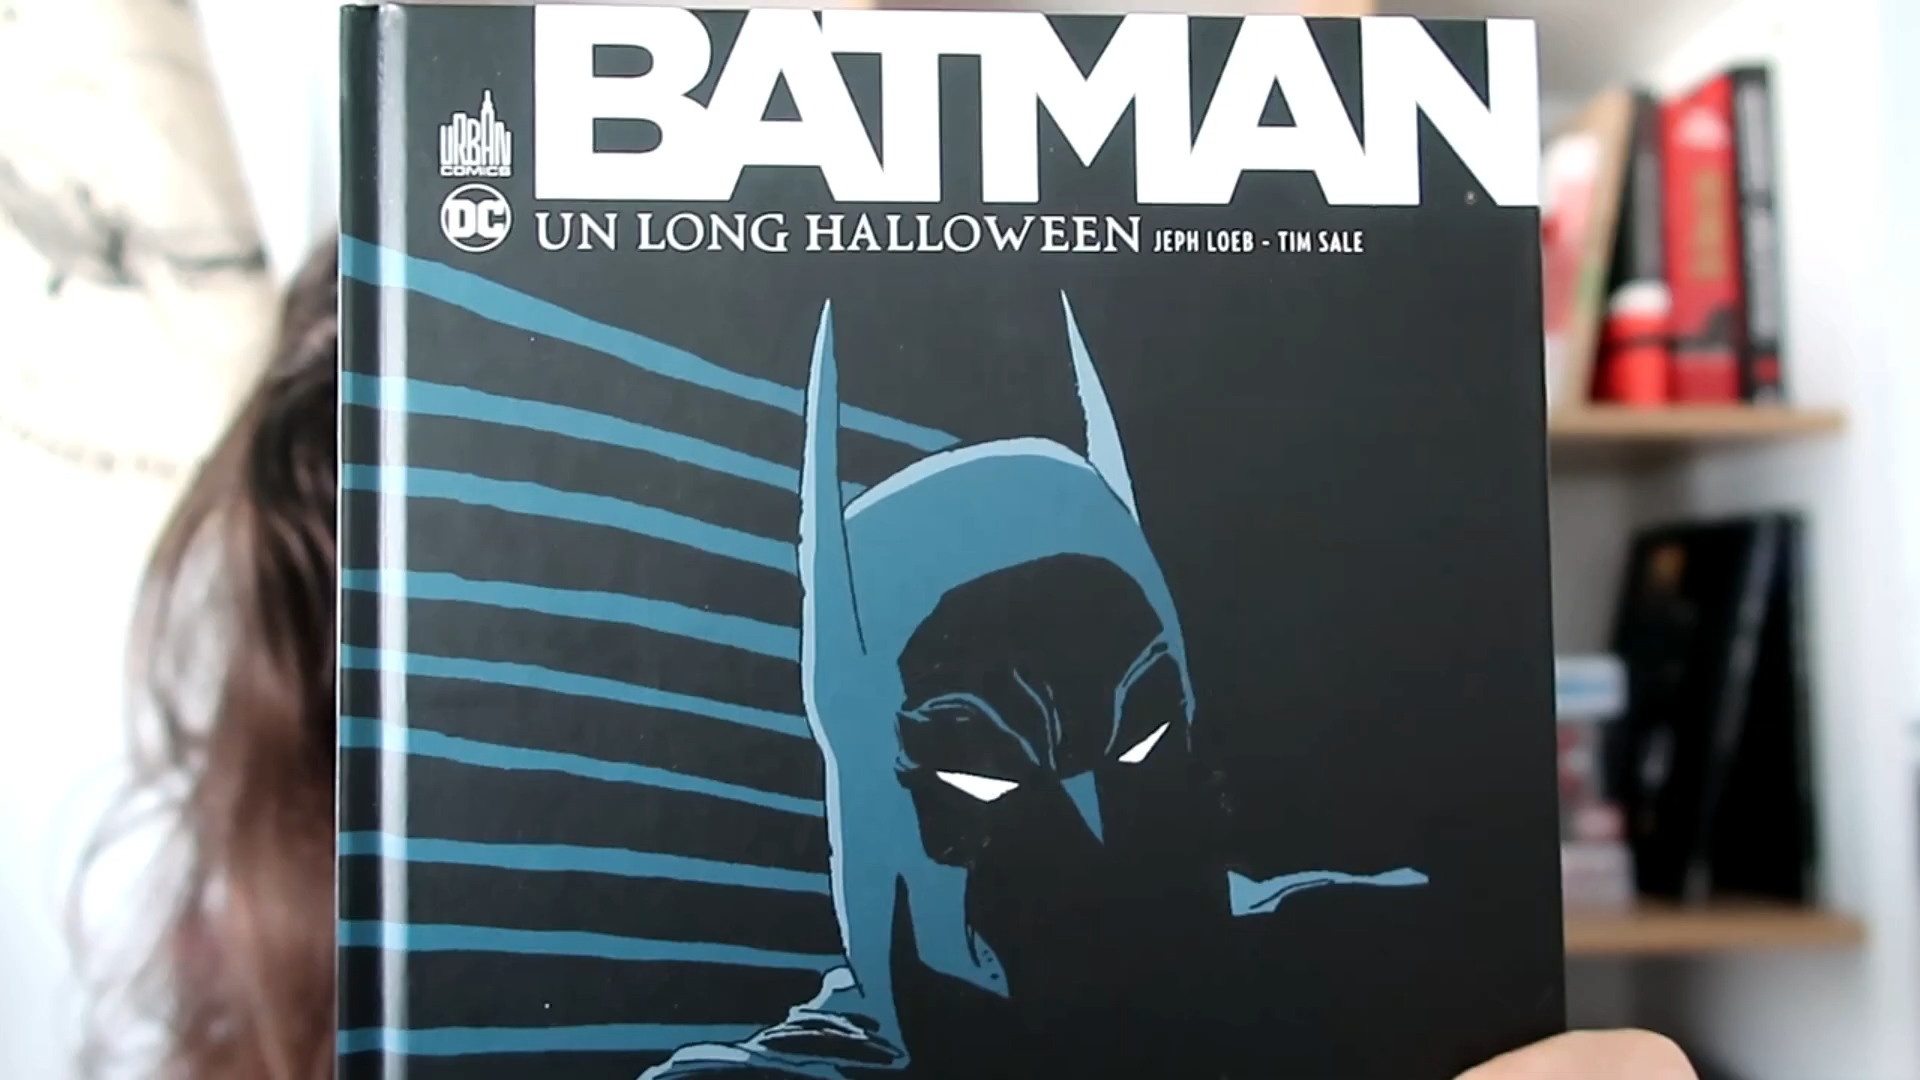 BATMAN
URBAN
COMICS
DC
UN LONG HALLOWEEN JEPH LOEB - TIM SALE